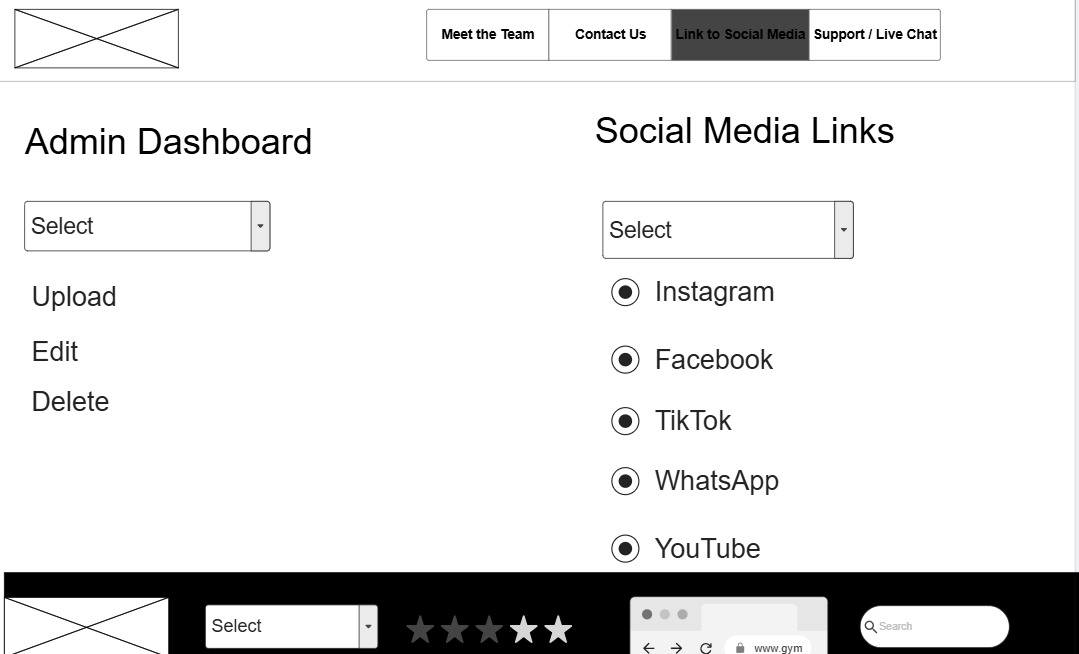 Meet the Team
Contact Us
Link to Social Media
Support / Live Chat
Admin Dashboard
Select
Upload
Edit
Delete
Social Media Links
Select
Instagram
Facebook
TikTok
WhatsApp
YouTube
Select
www.gym
Search